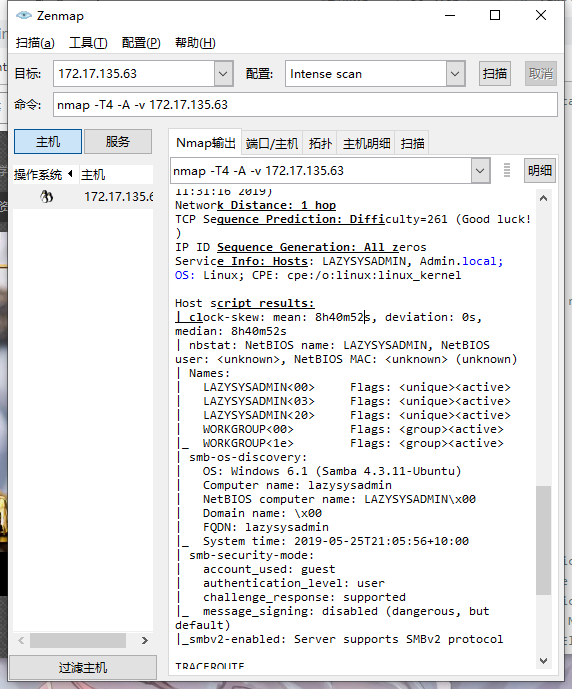 Zenmap
扫描(a) 工具(T) 配置(P) 帮助(H)
目标: 172.17.135.63 配置: Intense scan 扫描 取消
命令: nmap -T4 -A -v 172.17.135.63
主机 服务 Nmap输出 端口/主机 拓扑 主机明细 扫描
操作系统 主机
172.17.135.6
nmap -T4 -A -v 172.17.135.63 明细
11:31:16 2019)
Network Distance: 1 hop
TCP Sequence Prediction: Difficulty=261 (Good luck!
)
IP ID Sequence Generation: All zeros
Service Info: Hosts: LAZYSYSADMIN, Admin.local;
OS: Linux; CPE: cpe:/o:linux:linux_kernel
Host script results:
|_clock-skew: mean: 8h40m52s, deviation: 0s,
median: 8h40m52s
| nbstat: NetBIOS name: LAZYSYSADMIN, NetBIOS
user: <unknown>, NetBIOS MAC: <unknown> (unknown)
| Names:
|   LAZYSYSADMIN<00>     Flags: <unique><active>
|   LAZYSYSADMIN<03>     Flags: <unique><active>
|   LAZYSYSADMIN<20>     Flags: <unique><active>
|   WORKGROUP<00>        Flags: <group><active>
|_  WORKGROUP<1e>        Flags: <group><active>
| smb-os-discovery:
|   OS: Windows 6.1 (Samba 4.3.11-Ubuntu)
|   Computer name: lazysysadmin
|   NetBIOS computer name: LAZYSYSADMIN\x00
|   Domain name: \x00
|   FQDN: lazysysadmin
|_  System time: 2019-05-25T21:05:56+10:00
| smb-security-mode:
|   account_used: guest
|   authentication_level: user
|   challenge_response: supported
|_  message_signing: disabled (dangerous, but
default)
|_smbv2-enabled: Server supports SMBv2 protocol
TRACEROUTE
过滤主机